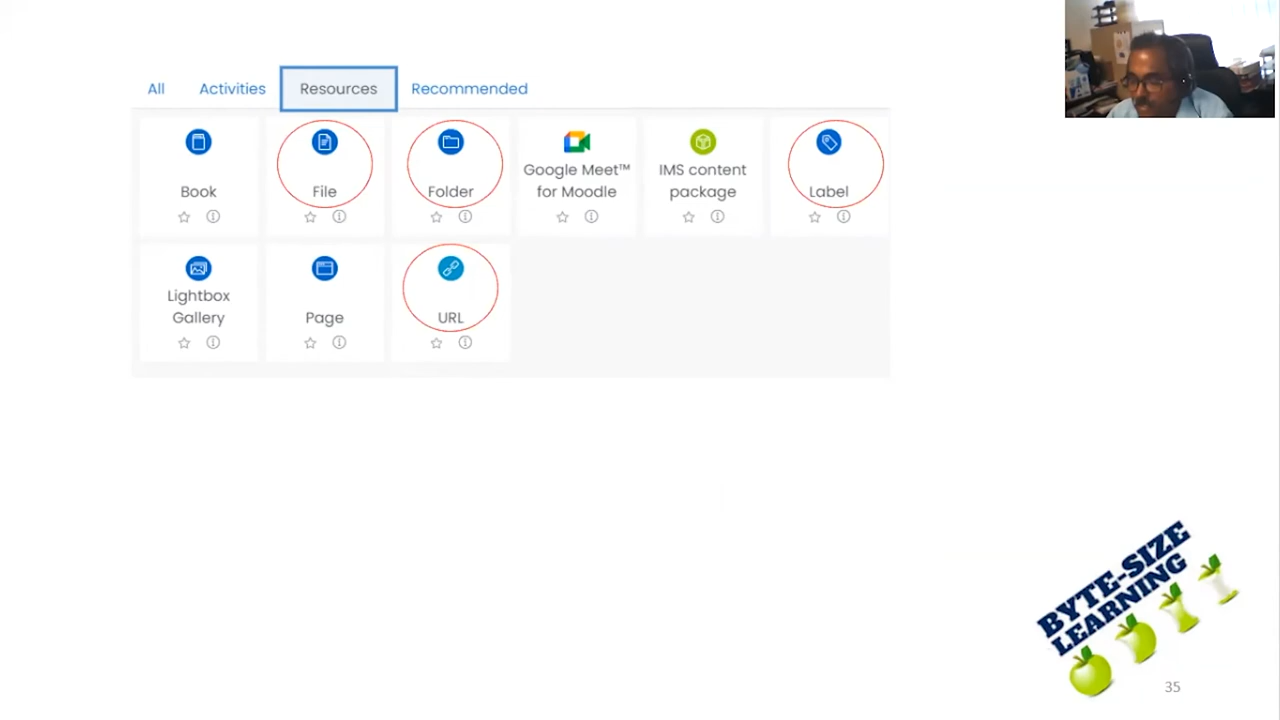 All Activities Resources Recommended
Book File Folder Google Meet™ for Moodle IMS content package Label
Lightbox Gallery Page URL
BYTE-SIZE
LEARNING
35